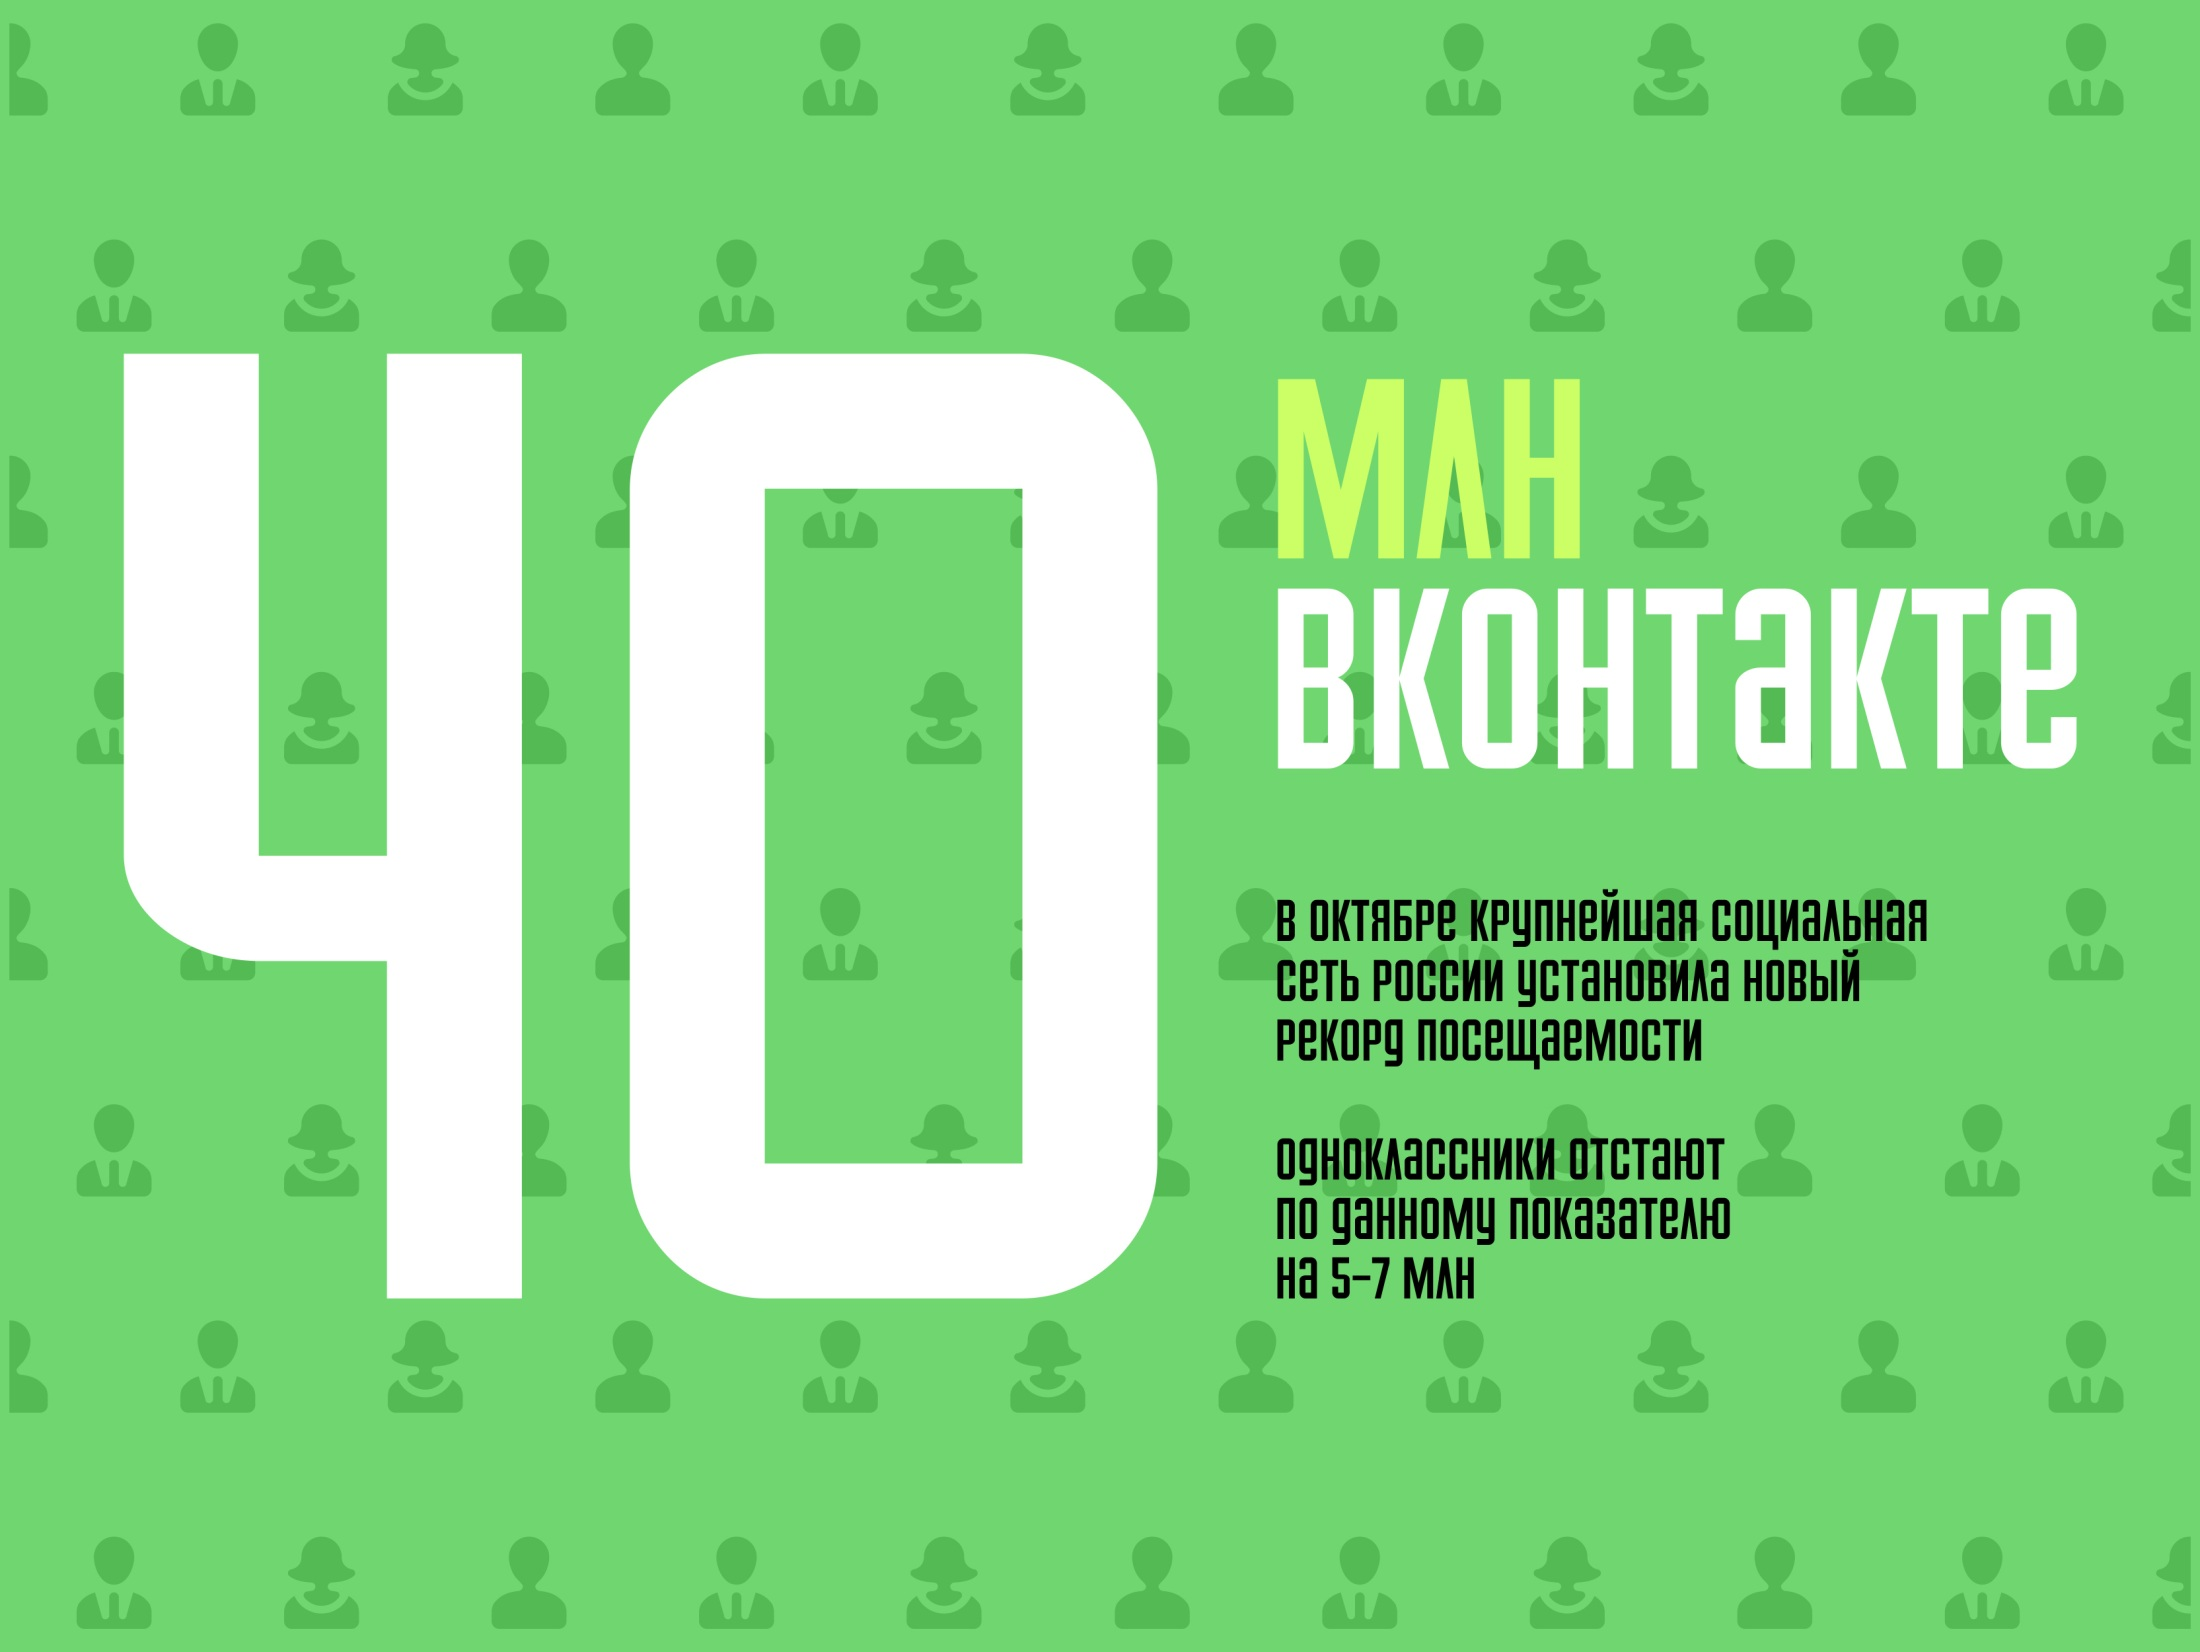 40
млн
вконтакте
в октябре крупнейшая социальная
сеть россии установила новый
рекорд посещаемости
одноклассники отстают
по данному показателю
на 5–7 млн